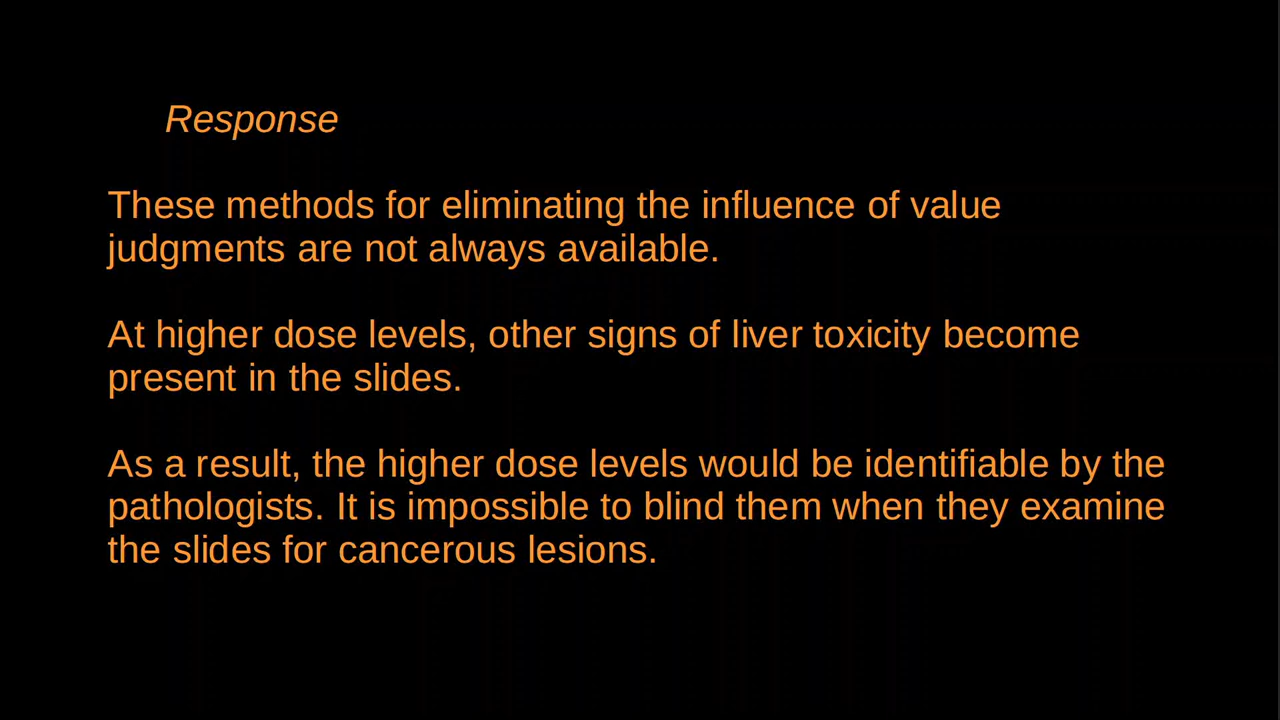 Response
These methods for eliminating the influence of value
judgments are not always available.
At higher dose levels, other signs of liver toxicity become
present in the slides.
As a result, the higher dose levels would be identifiable by the
pathologists. It is impossible to blind them when they examine
the slides for cancerous lesions.